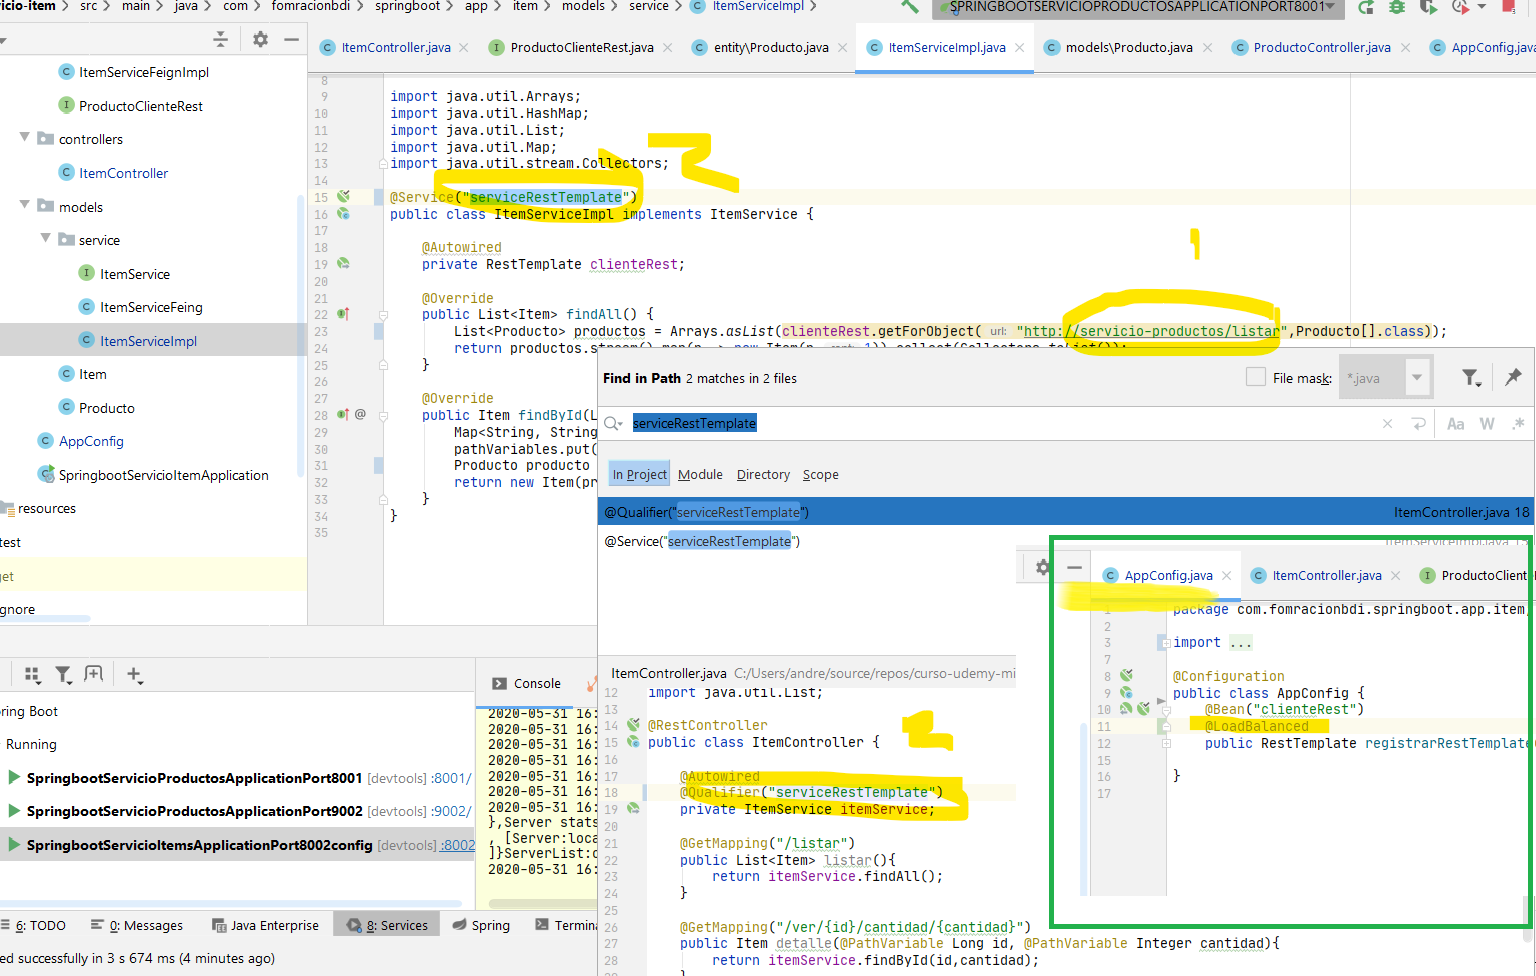 vicio-item > src > main > java > com > fomracionbdi > springboot > app > item > models > service > ItemServiceImpl >
SPRINGBOOTSERVICIOPRODUCTOSAPPLICATIONPORT8001
ItemController.java
ProductoClienteRest.java
entity\Producto.java
ItemServiceImpl.java
models\Producto.java
ProductoController.java
AppConfig.java
ItemServiceFeignImpl
ProductoClienteRest
controllers
ItemController
models
service
ItemService
ItemServiceFeing
ItemServiceImpl
Item
Producto
AppConfig
SpringbootServicioItemApplication
resources
test
get
gnore
8
9 import java.util.Arrays;
10 import java.util.HashMap;
11 import java.util.List;
12 import java.util.Map;
13 import java.util.stream.Collectors;
14
15 @Service("serviceRestTemplate")
16 public class ItemServiceImpl implements ItemService {
17
18 @Autowired
19 private RestTemplate clienteRest;
20
21 @Override
22 public List<Item> findAll() {
23 List<Producto> productos = Arrays.asList(clienteRest.getForObject( url: "http://servicio-productos/listar",Producto[].class));
24 return productos.s
25 }
26
27 @Override
28 @ public Item findById(L
29 Map<String, String
30 pathVariables.put(
31 Producto producto
32 return new Item(pr
33 }
34 }
35
1
2
Find in Path 2 matches in 2 files
File mask: *.java
serviceRestTemplate
Aa W .*
In Project Module Directory Scope
@Qualifier("serviceRestTemplate") ItemController.java 18
@Service("serviceRestTemplate")
ItemController.java C:/Users/andre/source/repos/curso-udemy-mi
12 import java.util.List;
13
14 @RestController
15 public class ItemController {
16
17 @Autowired
18 @Qualifier("serviceRestTemplate")
19 private ItemService itemService;
20
21 @GetMapping("/listar")
22 public List<Item> listar(){
23 return itemService.findAll();
24 }
25
26 @GetMapping("/ver/{id}/cantidad/{cantidad}")
27 public Item detalle(@PathVariable Long id, @PathVariable Integer cantidad){
28 return itemService.findById(id,cantidad);
AppConfig.java
ItemController.java
ProductoClient
1 package com.fomracionbdi.springboot.app.item
2
3 import ...
7
8 @Configuration
9 public class AppConfig {
10 @Bean("clienteRest")
11 @LoadBalanced
12 public RestTemplate registrarRestTemplate
15
16 }
17
ring Boot
Running
SpringbootServicioProductosApplicationPort8001 [devtools] :8001/
SpringbootServicioProductosApplicationPort9002 [devtools] :9002/
SpringbootServicioItemsApplicationPort8002config [devtools] :8002
Console
2020-05-31 16:
2020-05-31 16:
2020-05-31 16:
2020-05-31 16:
2020-05-31 16:
2020-05-31 16:
2020-05-31 16:
},Server stats
, [Server:loca
]}ServerList:c
2020-05-31 16:
6: TODO
0: Messages
Java Enterprise
8: Services
Spring
Termin
ed successfully in 3 s 674 ms (4 minutes ago)